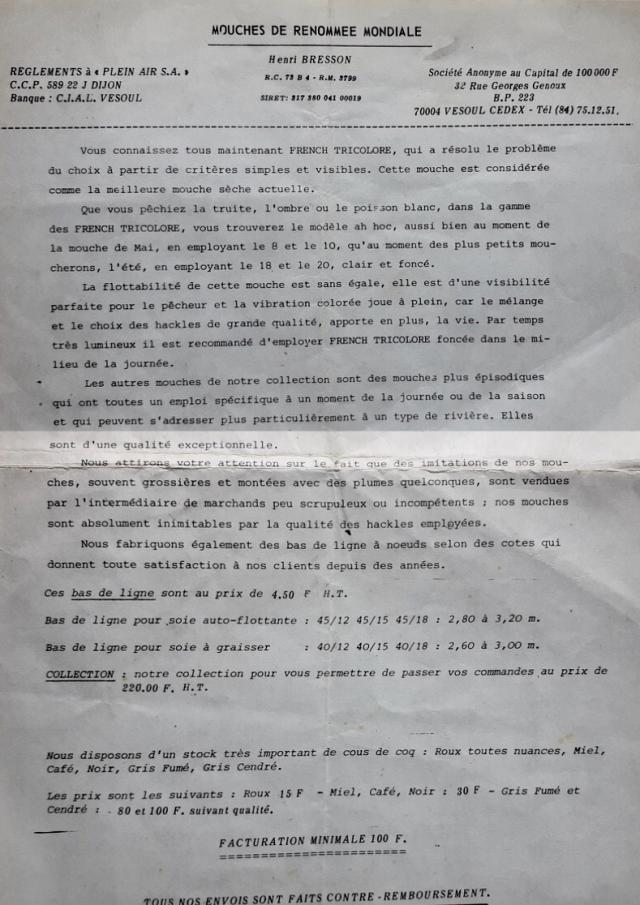 MOUCHES DE RENOMMEE MONDIALE
Henri BRESSON
R.C. 73 B 4 - R.M. 3799
SIRET: 317 380 041 00019
REGLEMENTS à « PLEIN AIR S.A. »
C.C.P. 589 22 J DIJON
Banque : C.I.A.L. VESOUL
Société Anonyme au Capital de 100 000 F
32 Rue Georges Genoux
B.P. 223
70004 VESOUL CEDEX - Tél (84) 75.12.51.
Vous connaissez tous maintenant FRENCH TRICOLORE, qui a résolu le problème
du choix à partir de critères simples et visibles. Cette mouche est considérée
comme la meilleure mouche sèche actuelle.
Que vous pêchiez la truite, l'ombre ou le poisson blanc, dans la gamme
des FRENCH TRICOLORE, vous trouverez le modèle ah hoc, aussi bien au moment de
la mouche de Mai, en employant le 8 et le 10, qu'au moment des plus petits mou-
cherons, l'été, en employant le 18 et le 20, clair et foncé.
La flottabilité de cette mouche est sans égale, elle est d'une visibilité
parfaite pour le pêcheur et la vibration colorée joue à plein, car le mélange
et le choix des hackles de grande qualité, apporte en plus, la vie. Par temps
très lumineux il est recommandé d'employer FRENCH TRICOLORE foncée dans le mi-
lieu de la journée.
Les autres mouches de notre collection sont des mouches plus épisodiques
qui ont toutes un emploi spécifique à un moment de la journée ou de la saison
et qui peuvent s'adresser plus particulièrement à un type de rivière. Elles
sont d'une qualité exceptionnelle.
Nous attirons votre attention sur le fait que des imitations de nos mou-
ches, souvent grossières et montées avec des plumes quelconques, sont vendues
par l'intermédiaire de marchands peu scrupuleux ou incompétents ; nos mouches
sont absolument inimitables par la qualité des hackles employées.
Nous fabriquons également des bas de ligne à noeuds selon des cotes qui
donnent toute satisfaction à nos clients depuis des années.
Ces bas de ligne sont au prix de 4.50 F H.T.
Bas de ligne pour soie auto-flottante : 45/12 45/15 45/18 : 2,80 à 3,20 m.
Bas de ligne pour soie à graisser : 40/12 40/15 40/18 : 2,60 à 3,00 m.
COLLECTION : notre collection pour vous permettre de passer vos commandes au prix de
220.00 F. H.T.
Nous disposons d'un stock très important de cous de coq : Roux toutes nuances, Miel,
Café, Noir, Gris Fumé, Gris Cendré.
Les prix sont les suivants : Roux 15 F - Miel, Café, Noir : 30 F - Gris Fumé et
Cendré : 80 et 100 F. suivant qualité.
FACTURATION MINIMALE 100 F.
TOUS NOS ENVOIS SONT FAITS CONTRE-REMBOURSEMENT.